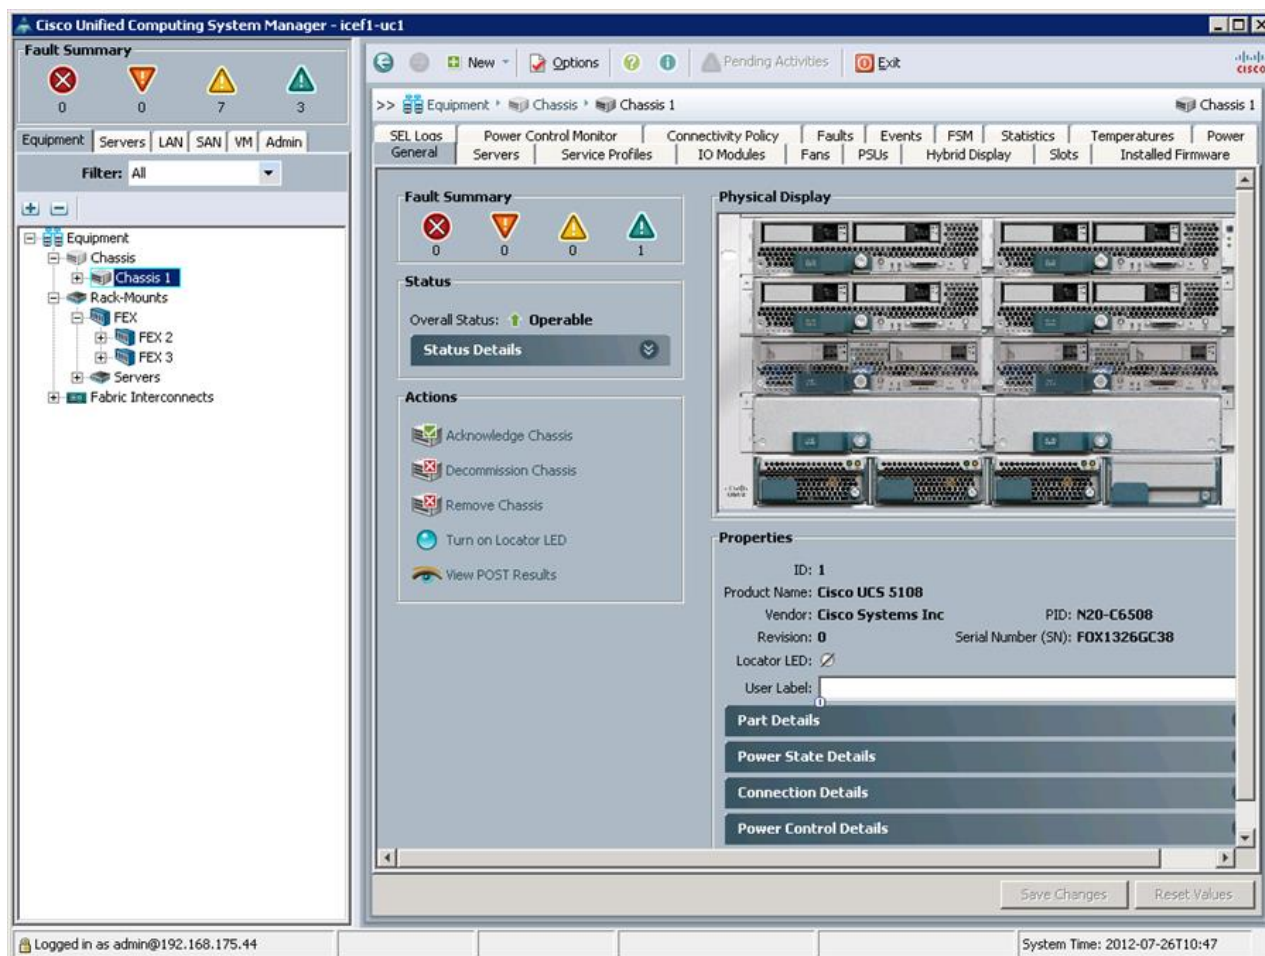 Cisco Unified Computing System Manager - icef1-uc1
Fault Summary
0 0 7 3
Equipment Servers LAN SAN VM Admin
Filter: All
Equipment
Chassis
Chassis 1
Rack-Mounts
FEX
FEX 2
FEX 3
Servers
Fabric Interconnects
New Options Pending Activities Exit
CISCO
>> Equipment Chassis Chassis 1 Chassis 1
SEL Logs Power Control Monitor Connectivity Policy Faults Events FSM Statistics Temperatures Power
General Servers Service Profiles IO Modules Fans PSUs Hybrid Display Slots Installed Firmware
Fault Summary
0 0 0 1
Status
Overall Status: Operable
Status Details
Actions
Acknowledge Chassis
Decommission Chassis
Remove Chassis
Turn on Locator LED
View POST Results
Physical Display
Properties
ID: 1
Product Name: Cisco UCS 5108
Vendor: Cisco Systems Inc PID: N20-C6508
Revision: 0 Serial Number (SN): FOX1326GC38
Locator LED:
User Label:
Part Details
Power State Details
Connection Details
Power Control Details
Save Changes Reset Values
Logged in as admin@192.168.175.44 System Time: 2012-07-26T10:47